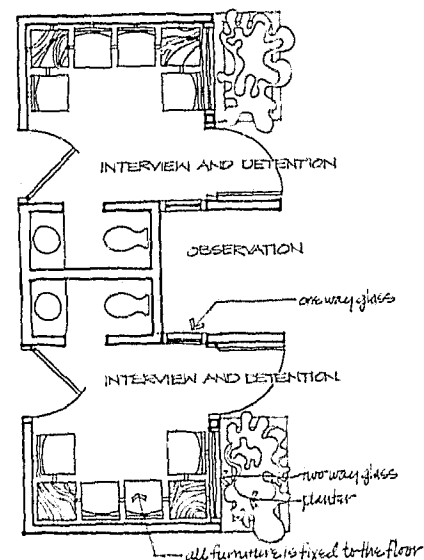 INTERVIEW AND DETENTION
OBSERVATION
one way glass
INTERVIEW AND DETENTION
two way glass
planter
all furniture is fixed to the floor